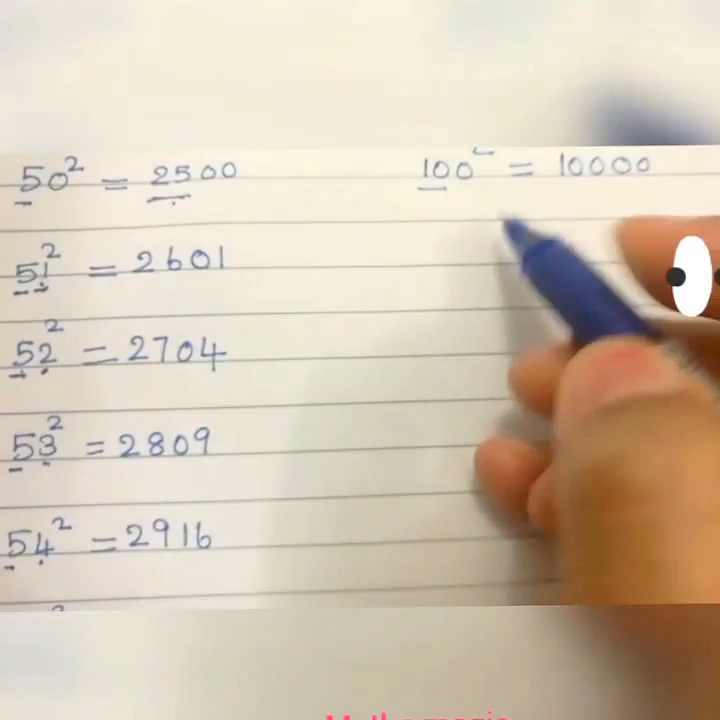 50² = 2500
100² = 10000
51² = 2601
52² = 2704
53² = 2809
54² = 2916